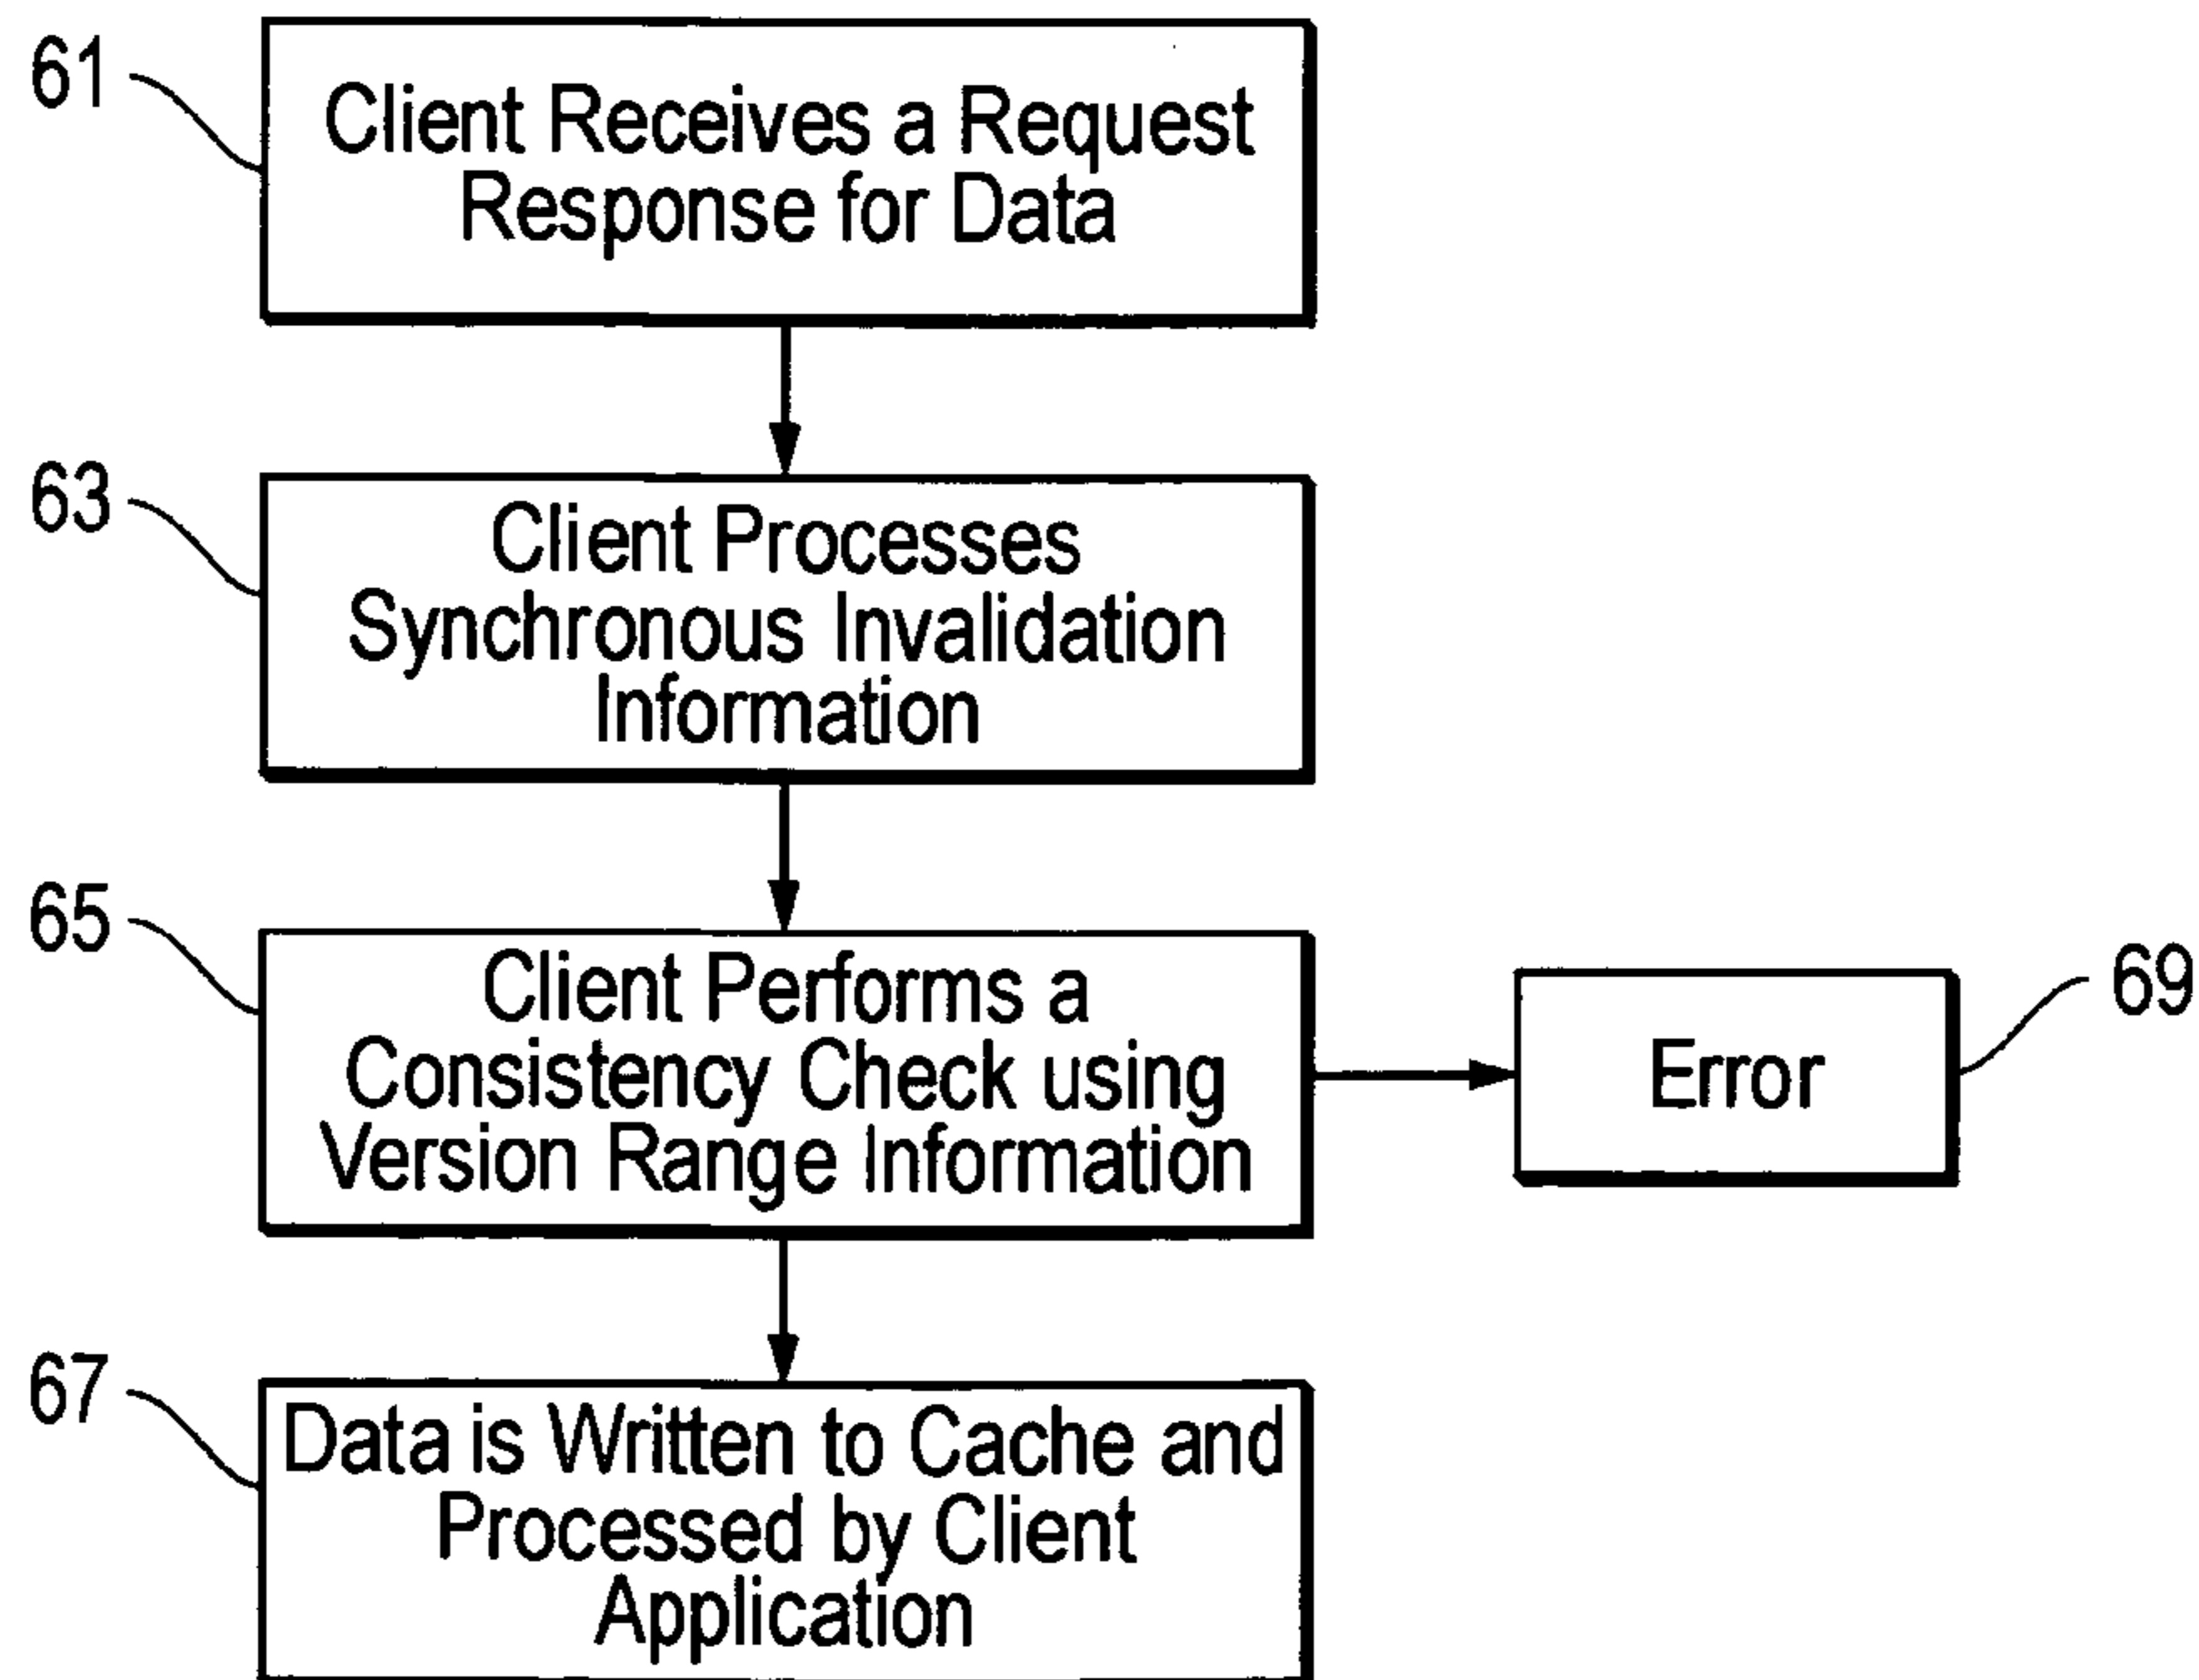 61
Client Receives a Request
Response for Data
63
Client Processes
Synchronous Invalidation
Information
65
Client Performs a
Consistency Check using
Version Range Information
69
Error
67
Data is Written to Cache and
Processed by Client
Application